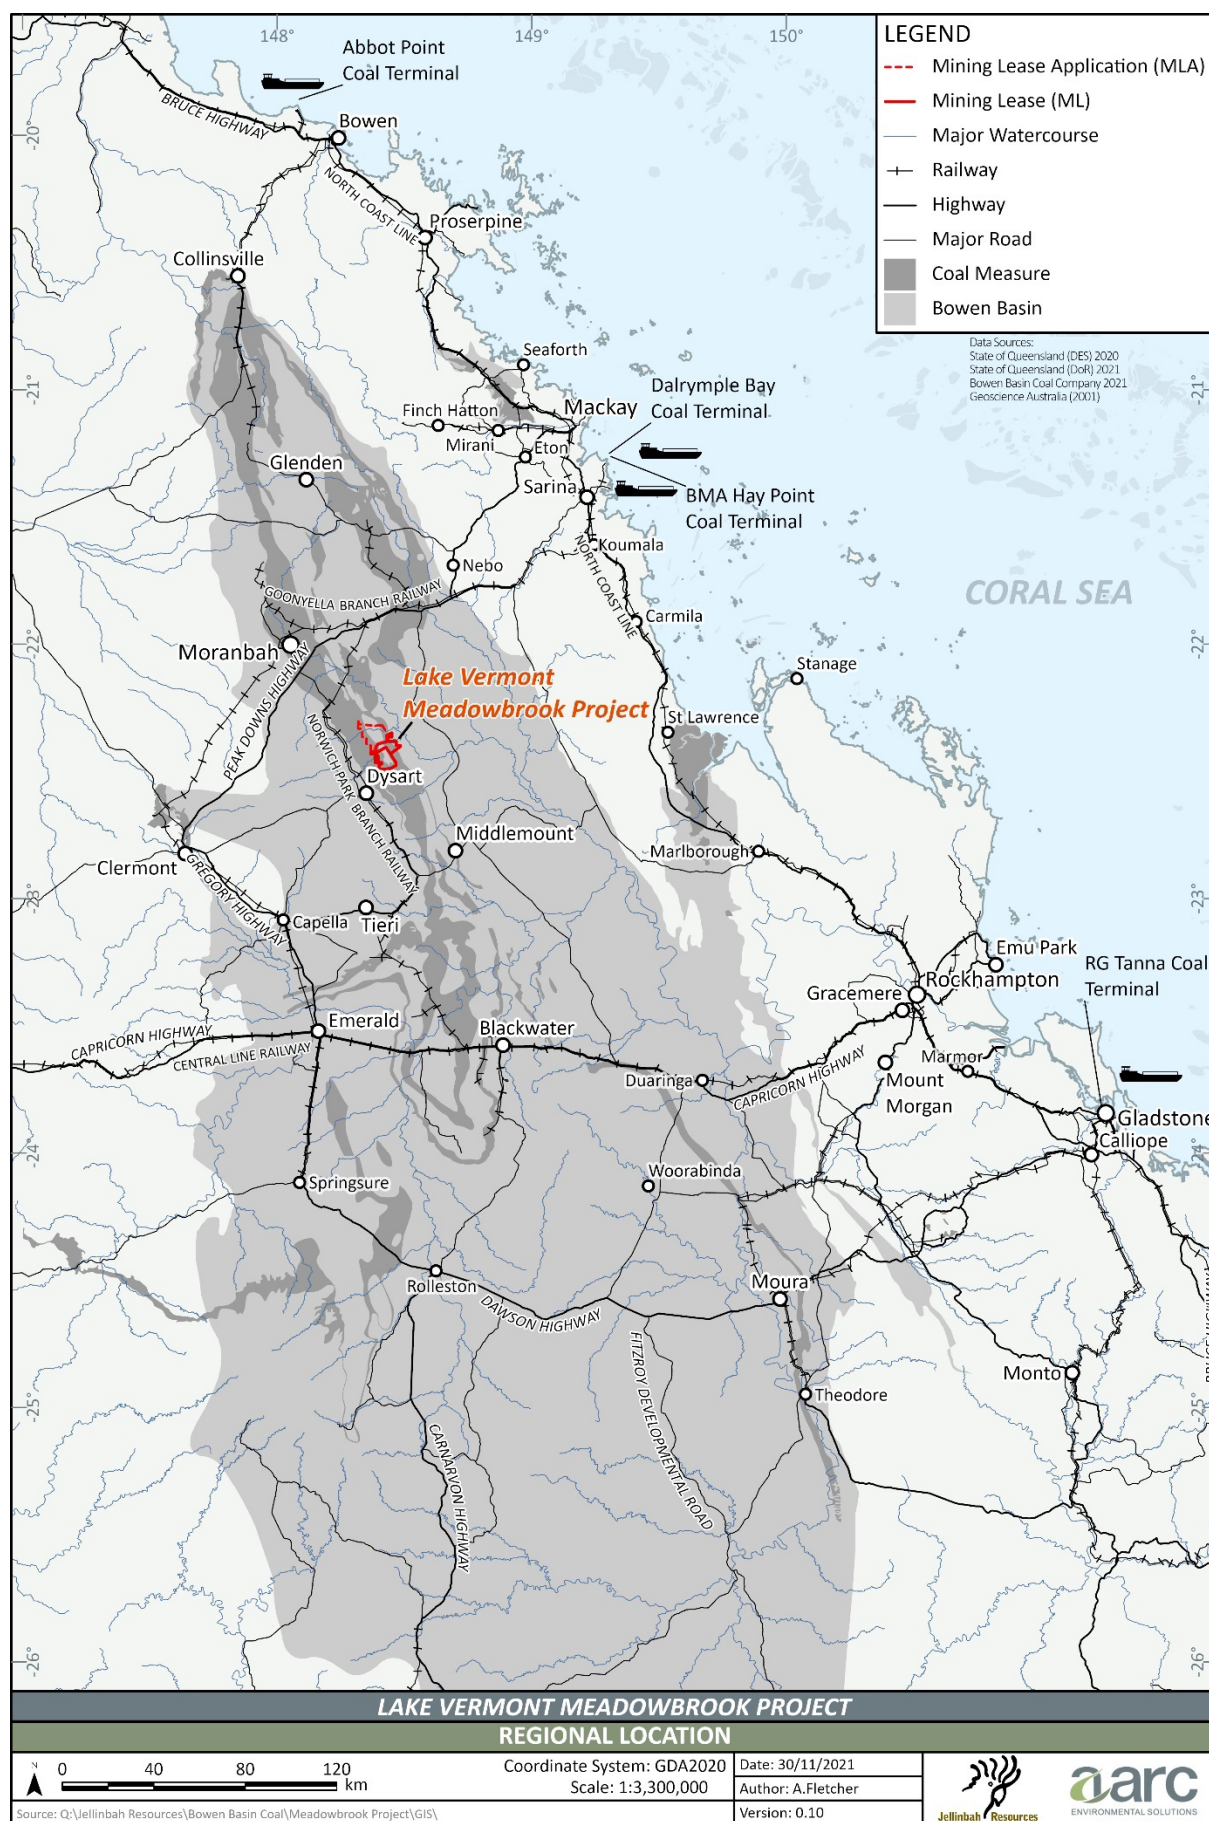 148
149
150
Abbot Point
Coal Terminal
LEGEND
Mining Lease Application (MLA)
Mining Lease (ML)
Major Watercourse
Railway
Highway
Major Road
Coal Measure
Bowen Basin
Data Sources:
State of Queensland (DES) 2020
State of Queensland (DoR) 2021
Bowen Basin Coal Company 2021
Geoscience Australia (2001)
BRUCE HIGHWAY
Bowen
-20°
NORTH COAST LINE
Proserpine
Collinsville
Seaforth
-21°
-21°
Dalrymple Bay
Coal Terminal
Finch Hatton
Mackay
Mirani
Eton
Glenden
Sarina
BMA Hay Point
Coal Terminal
Koumala
NORTH COAST LINE
Nebo
GOONYELLA BRANCH RAILWAY
CORAL SEA
Carmila
-22°
-22°
Moranbah
Stanage
PEAK DOWNS HIGHWAY
Lake Vermont
Meadowbrook Project
St Lawrence
NORWICH PARK BRANCH RAILWAY
Dysart
Middlemount
Marlborough
Clermont
GREGORY HIGHWAY
-23°
-23°
Capella
Tieri
Emu Park
RG Tanna Coal
Terminal
Rockhampton
Gracemere
Emerald
Blackwater
CAPRICORN HIGHWAY
CENTRAL LINE RAILWAY
Marmor
Duaringa
CAPRICORN HIGHWAY
Mount
Morgan
Gladstone
Calliope
-24°
-24°
Woorabinda
Springsure
Rolleston
Moura
DAWSON HIGHWAY
FITZROY DEVELOPMENTAL ROAD
BRUCE HIGHWAY
Monto
Theodore
-25°
-25°
CARNARVON HIGHWAY
-26°
-26°
LAKE VERMONT MEADOWBROOK PROJECT
REGIONAL LOCATION
N
0 40 80 120
km
Coordinate System: GDA2020
Scale: 1:3,300,000
Date: 30/11/2021
Author: A.Fletcher
Version: 0.10
Source: Q:\Jellinbah Resources\Bowen Basin Coal\Meadowbrook Project\GIS\
Jellinbah Resources
aarc
ENVIRONMENTAL SOLUTIONS